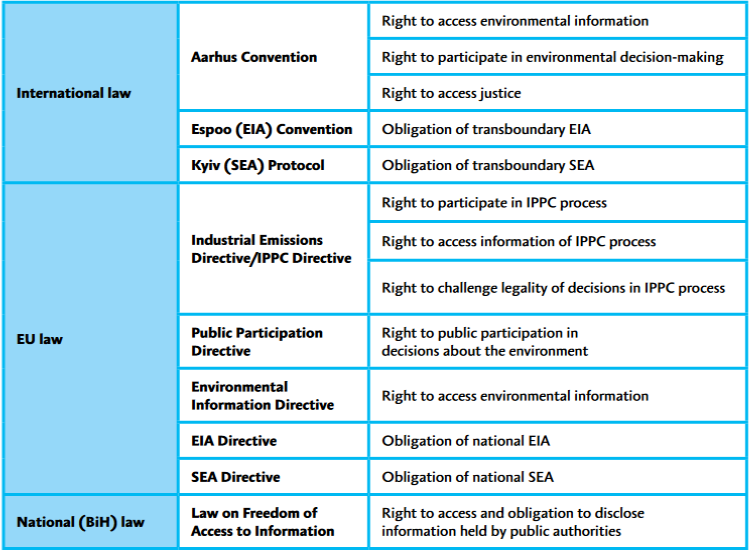 International law
Aarhus Convention
Right to access environmental information
Right to participate in environmental decision-making
Right to access justice
Espoo (EIA) Convention
Obligation of transboundary EIA
Kyiv (SEA) Protocol
Obligation of transboundary SEA
EU law
Industrial Emissions
Directive/IPPC Directive
Right to participate in IPPC process
Right to access information of IPPC process
Right to challenge legality of decisions in IPPC process
Public Participation
Directive
Right to public participation in
decisions about the environment
Environmental
Information Directive
Right to access environmental information
EIA Directive
Obligation of national EIA
SEA Directive
Obligation of national SEA
National (BiH) law
Law on Freedom of
Access to Information
Right to access and obligation to disclose
information held by public authorities